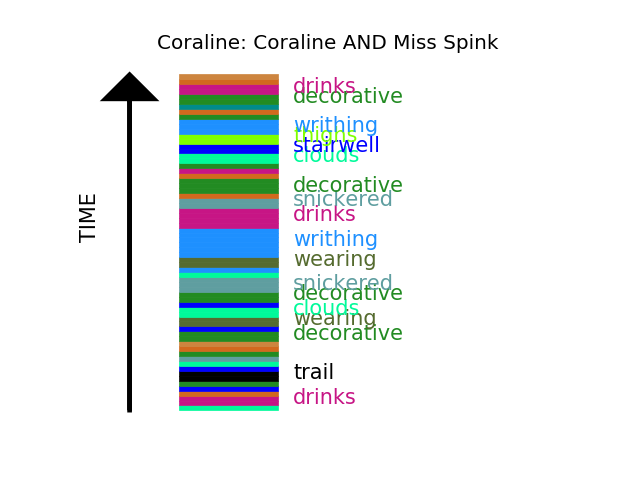 Coraline: Coraline AND Miss Spink
drinks
decorative
writhing
thighs
stairwell
clouds
decorative
snickered
drinks
writhing
wearing
snickered
decorative
clouds
wearing
decorative
trail
drinks
TIME